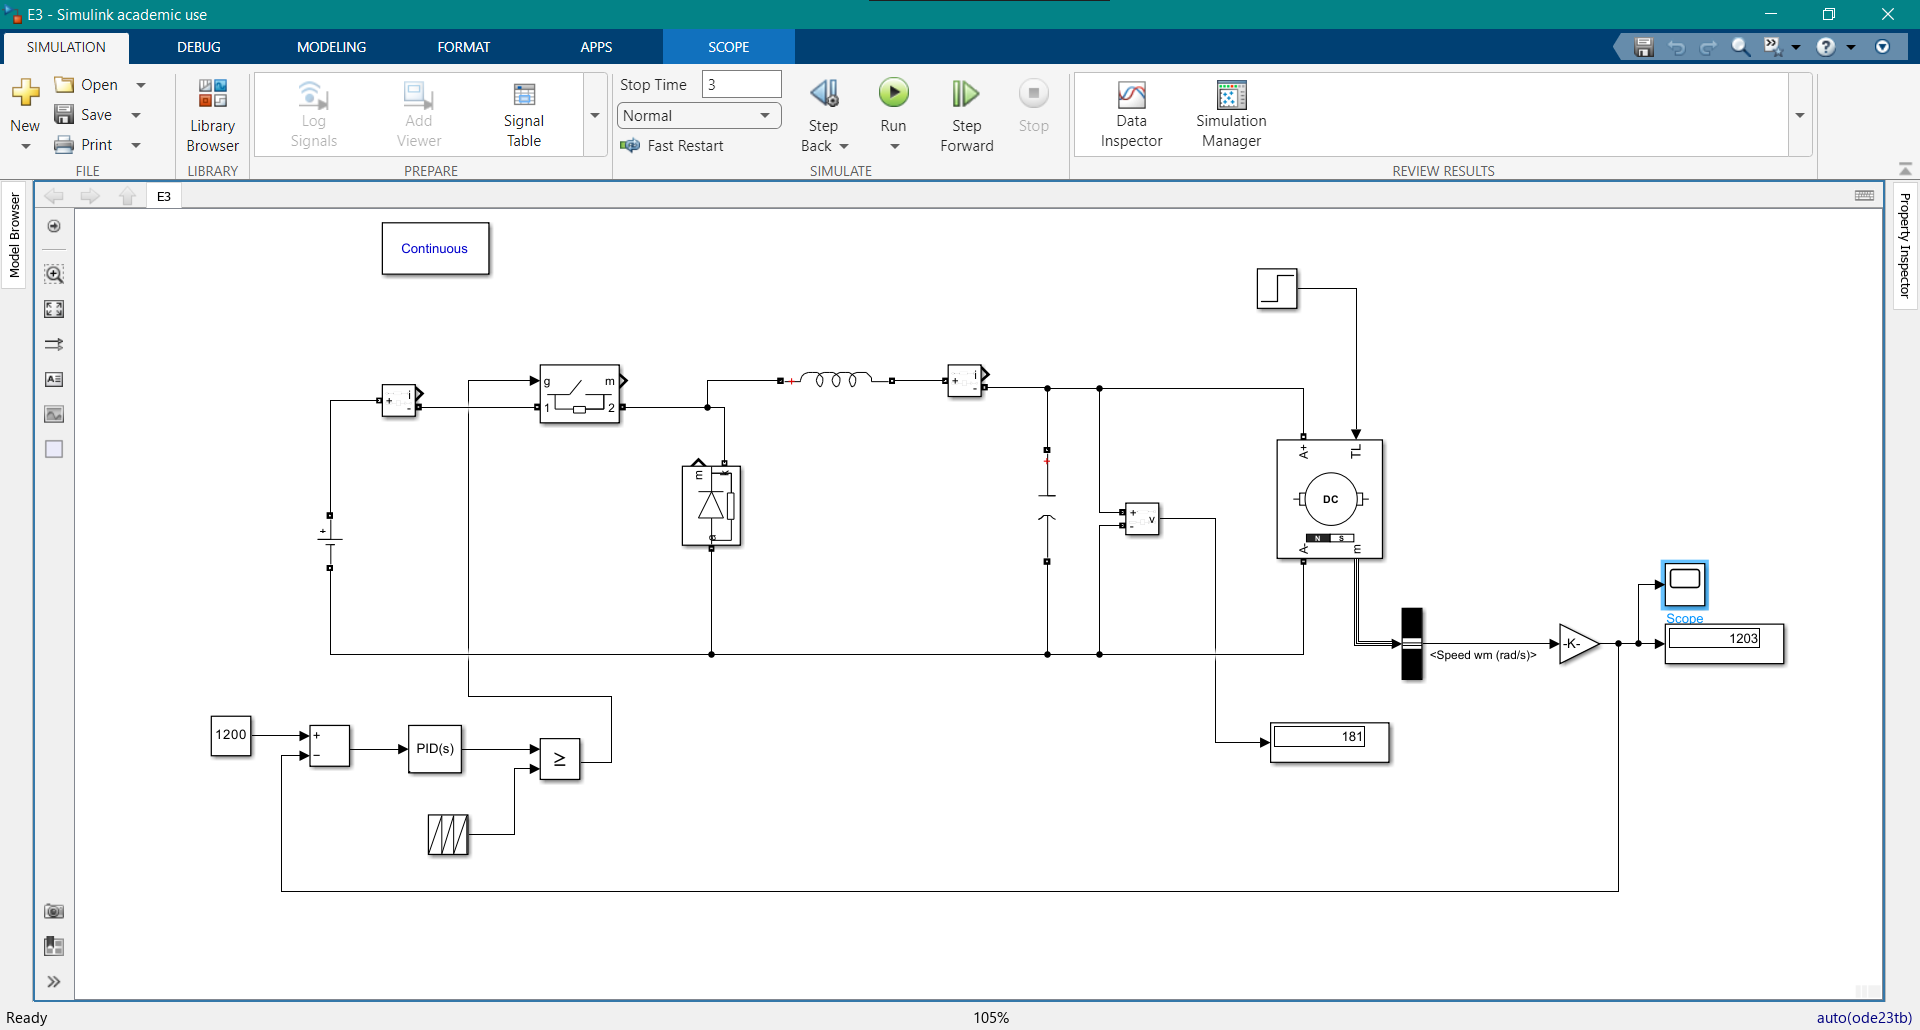 E3 - Simulink academic use
SIMULATION
DEBUG
MODELING
FORMAT
APPS
SCOPE
New
Open
Save
Print
FILE
Library
Browser
LIBRARY
Log
Signals
Add
Viewer
Signal
Table
PREPARE
Stop Time 3
Normal
Fast Restart
Step
Back
Run
Step
Forward
Stop
SIMULATE
Data
Inspector
Simulation
Manager
REVIEW RESULTS
Model Browser
E3
Property Inspector
Continuous
+ i -
g m
1 2
+
+ i -
m k
a
+
+
+ v
-
A+ TL
DC
N S
A- m
<Speed wm (rad/s)>
-K-
Scope
1203
1200
+
−
PID(s)
≥
181
Ready
105%
auto(ode23tb)